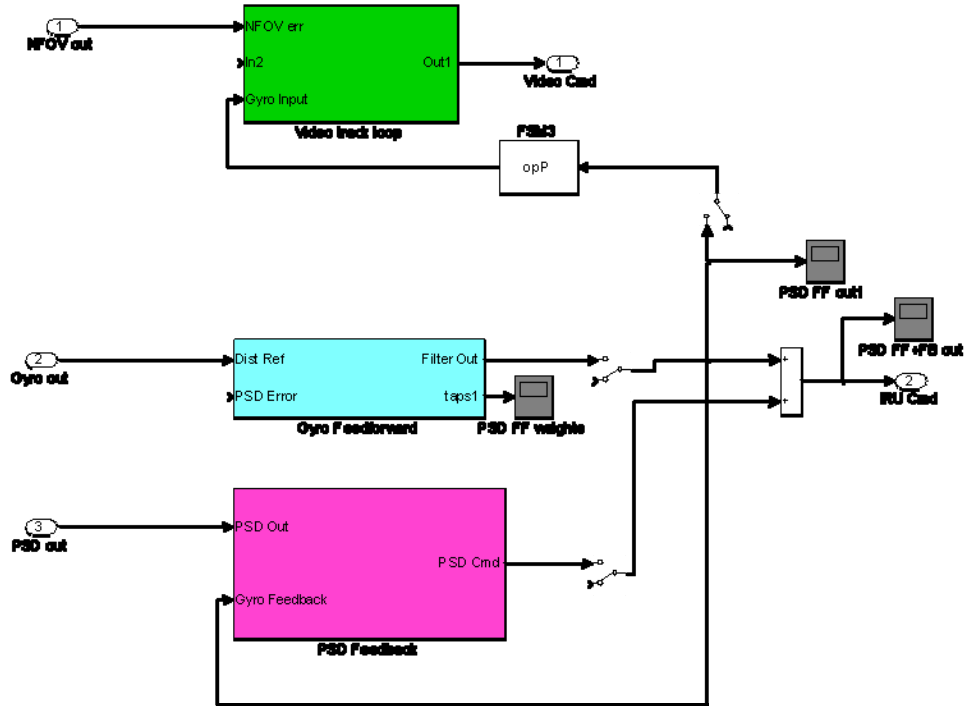 1
NFOV out
NFOV err
In2
Gyro Input
Out1
Video track loop
1
Video Cmd
FSM3
opP
PSD FF out1
2
Gyro out
Dist Ref
PSD Error
Filter Out
taps1
Gyro Feedforward
PSD FF weights
+
+
PSD FF+FB out
2
IRU Cmd
3
PSD out
PSD Out
Gyro Feedback
PSD Cmd
PSD Feedback